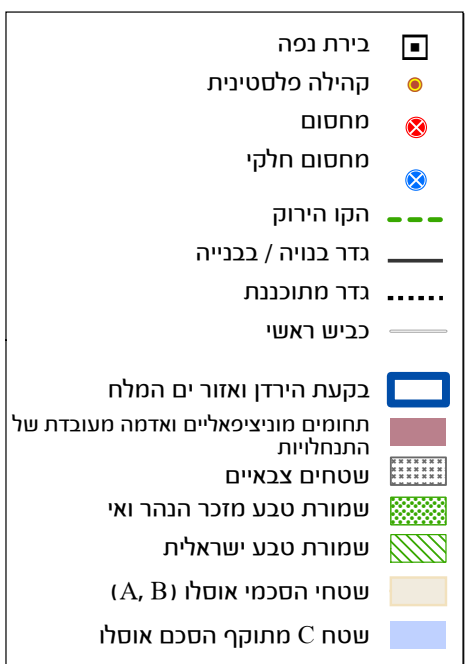 בירת נפה
קהילה פלסטינית
מחסום
מחסום חלקי
הקו הירוק
גדר בנויה / בבנייה
גדר מתוכננת
כביש ראשי
בקעת הירדן ואזור ים המלח
תחומים מוניציפאליים ואדמה מעובדת של
התנחלויות
שטחים צבאיים
שמורת טבע מזכר הנהר ואי
שמורת טבע ישראלית
שטחי הסכמי אוסלו (A, B)
שטח C מתוקף הסכם אוסלו